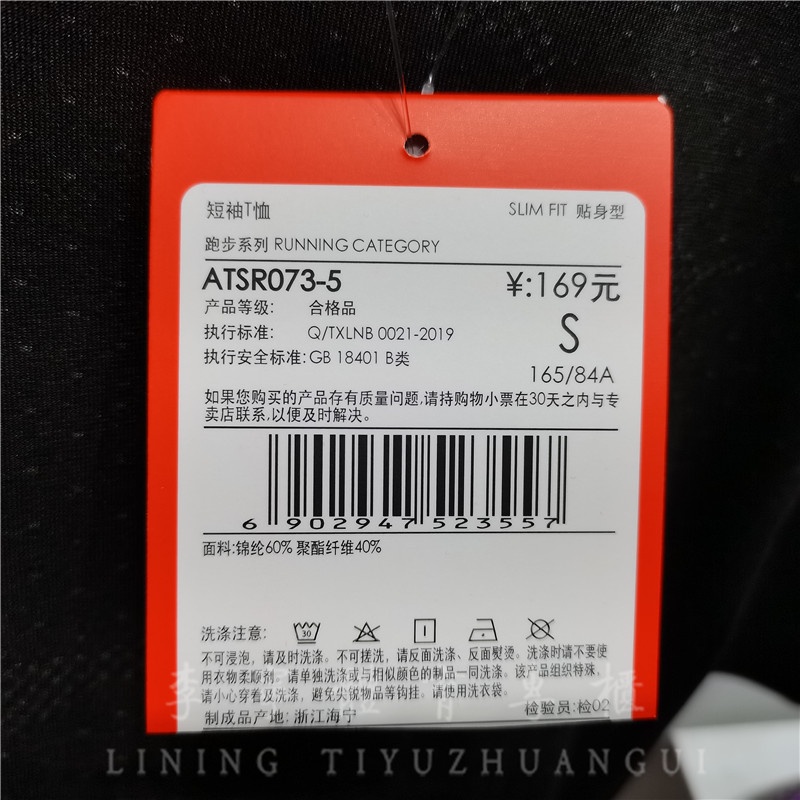 短袖T恤
SLIM FIT 贴身型
跑步系列 RUNNING CATEGORY
ATSR073-5
¥:169元
产品等级: 合格品
执行标准: Q/TXLNB 0021-2019
S
执行安全标准:GB 18401 B类
165/84A
如果您购买的产品存有质量问题,请持购物小票在30天之内与专
卖店联系,以便及时解决。
6 902947 523557
面料:锦纶60% 聚酯纤维40%
洗涤注意:
30
不可浸泡，请及时洗涤。不可搓洗，请反面洗涤、反面熨烫。洗涤时请不要使
用衣物柔顺剂。请单独洗涤或与相似颜色的制品一同洗涤。该产品组织特殊，
请小心穿着及洗涤，避免尖锐物品等钩挂。请使用洗衣袋。
制成品产地: 浙江海宁
检验员:检02
LINING TIYUZHUANGUI